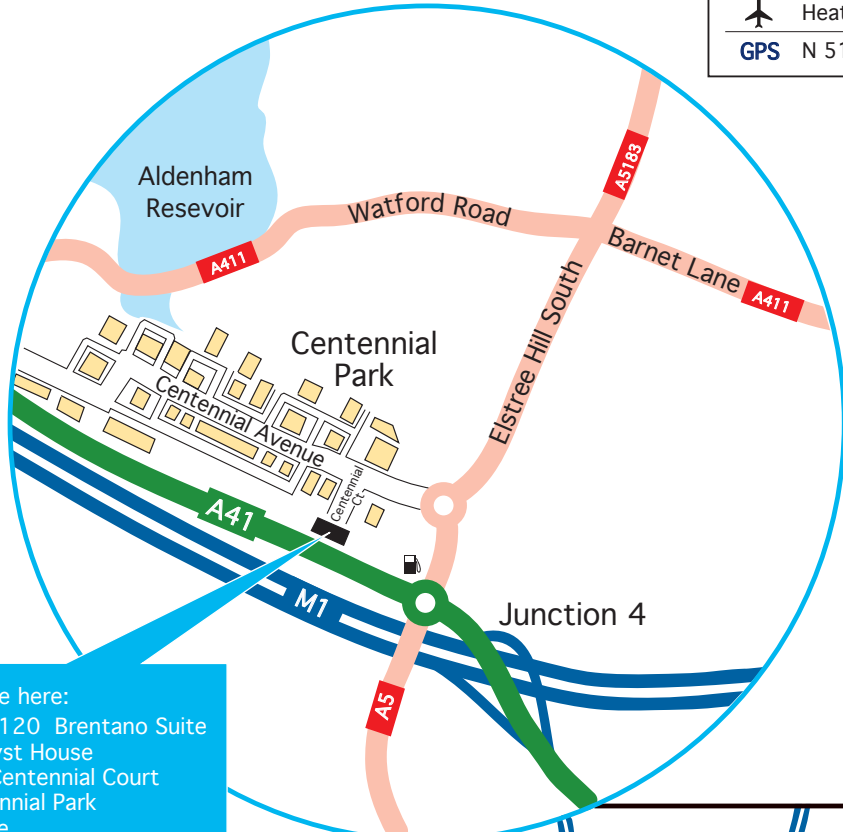 Heat
GPS N 51
A5183
Aldenham
Resevoir
Watford Road
A411
Barnet Lane
A411
Elstree Hill South
Centennial
Park
Centennial Avenue
Centennial
Ct
A41
M1
Junction 4
A5
e here:
120 Brentano Suite
yst House
Centennial Court
nnial Park
e